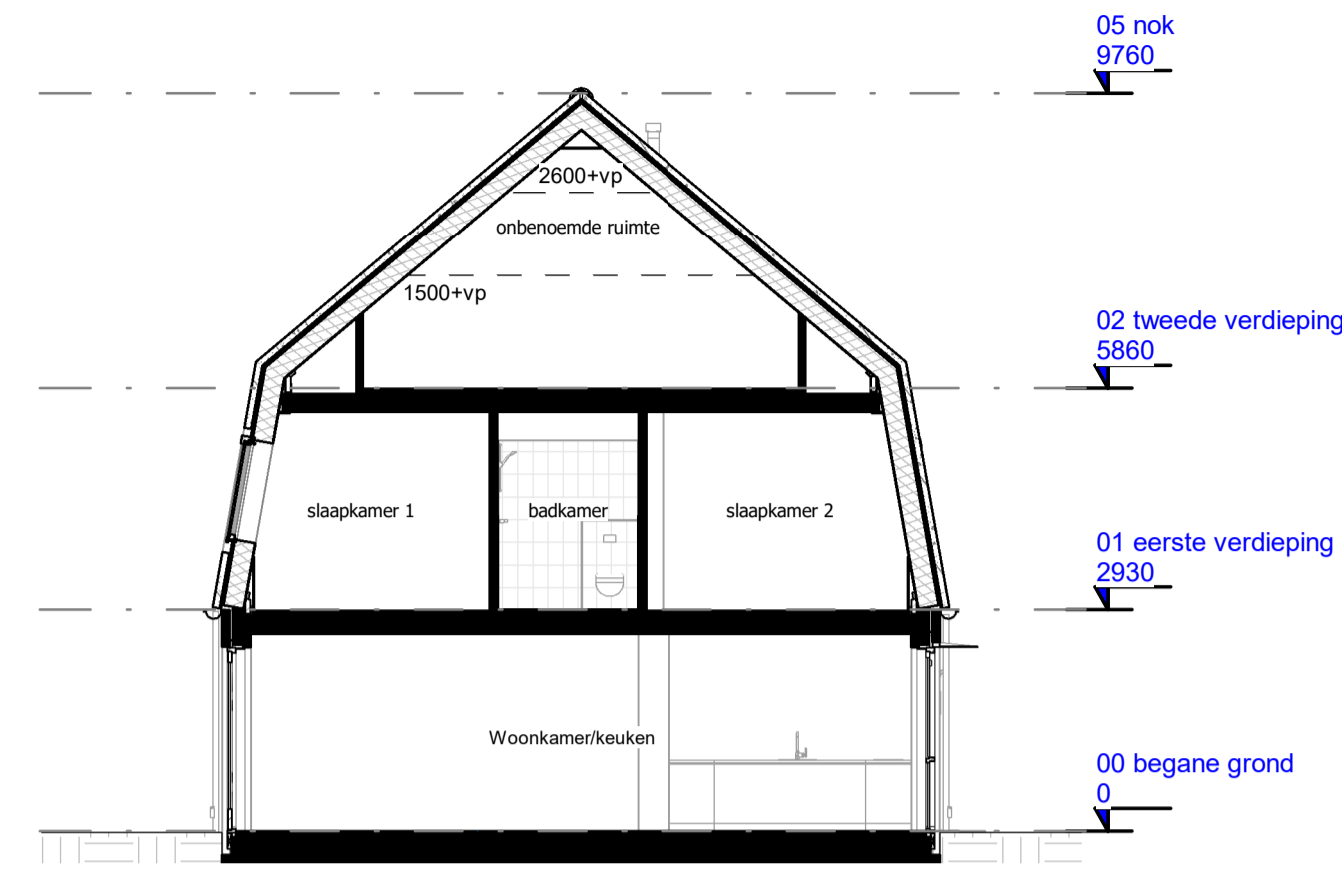 05 nok
9760
2600+vp
onbenoemde ruimte
1500+vp
02 tweede verdieping
5860
slaapkamer 1
badkamer
slaapkamer 2
01 eerste verdieping
2930
Woonkamer/keuken
00 begane grond
0